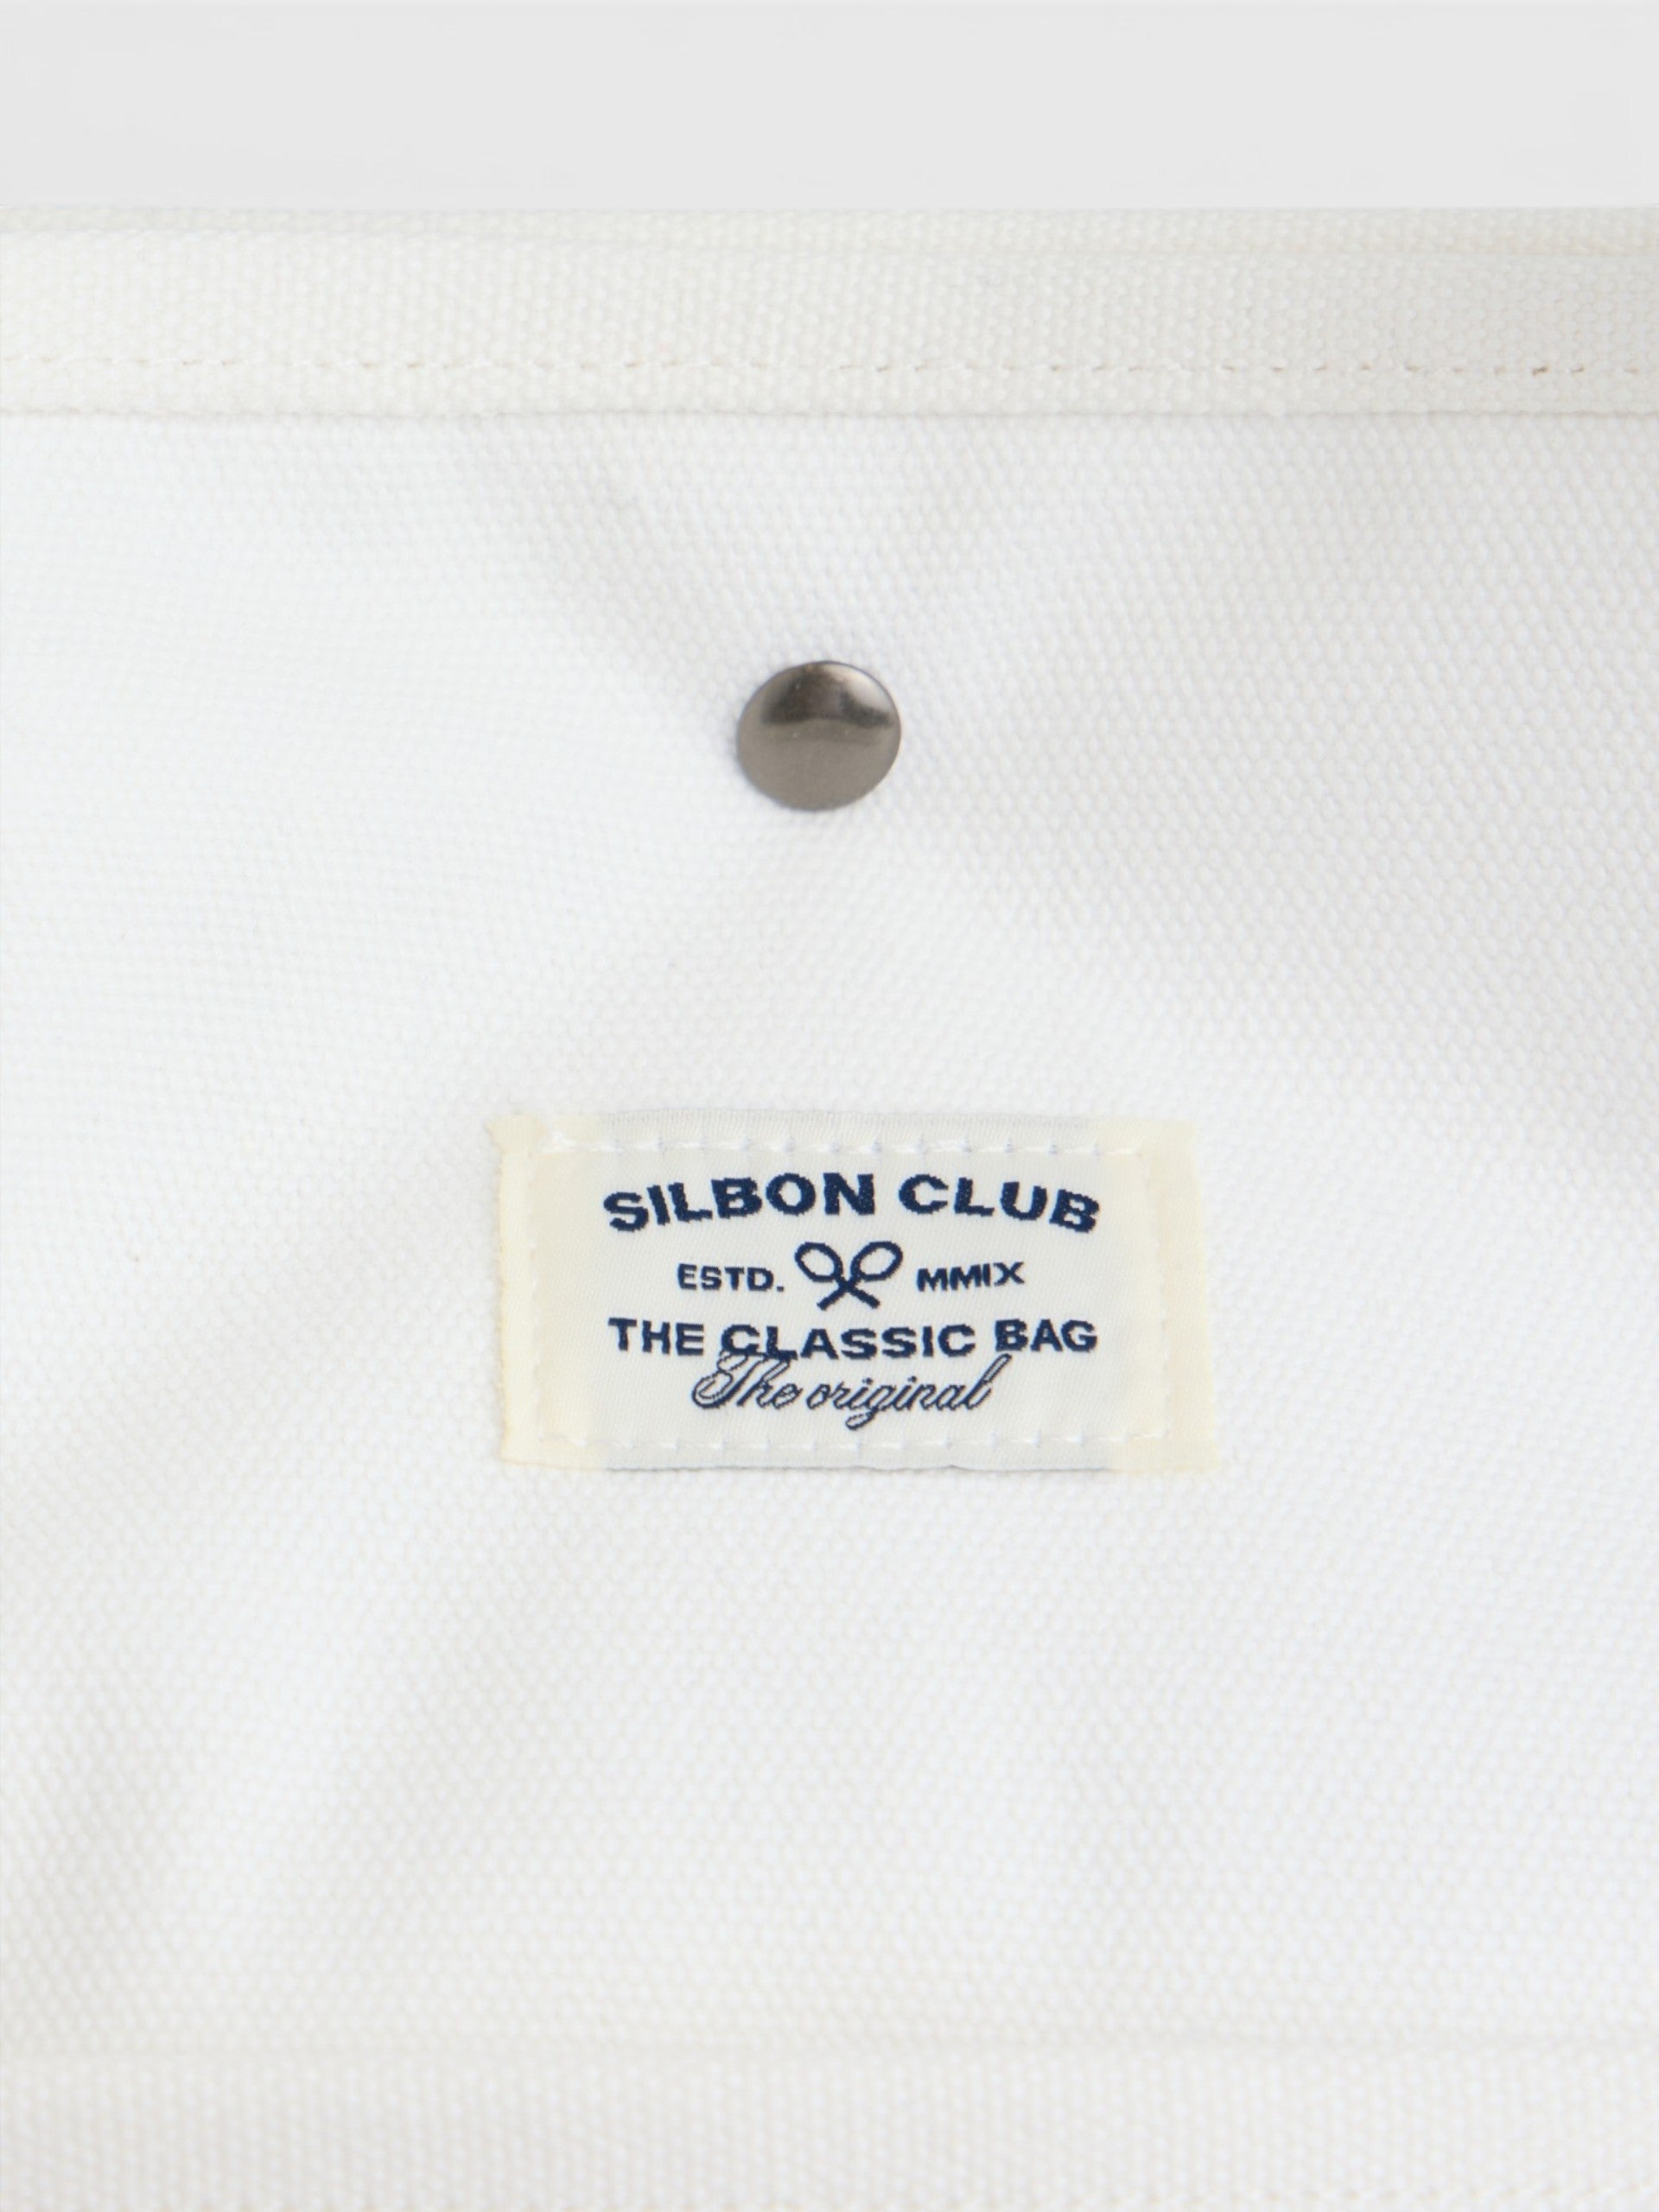 SILBON CLUB
ESTD. MMIX
THE CLASSIC BAG
The original